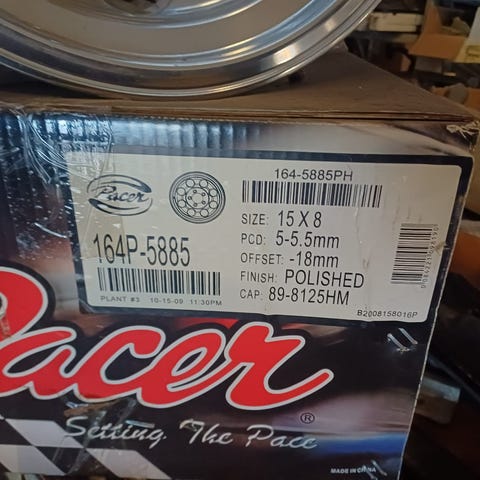 164-5885PH
Pacer
164P-5885
PLANT #3 10-15-09 11:30PM
SIZE: 15 X 8
PCD: 5-5.5mm
OFFSET: -18mm
FINISH: POLISHED
CAP: 89-8125HM
B2008158016P
Pacer®
Setting The Pace
MADE IN CHINA